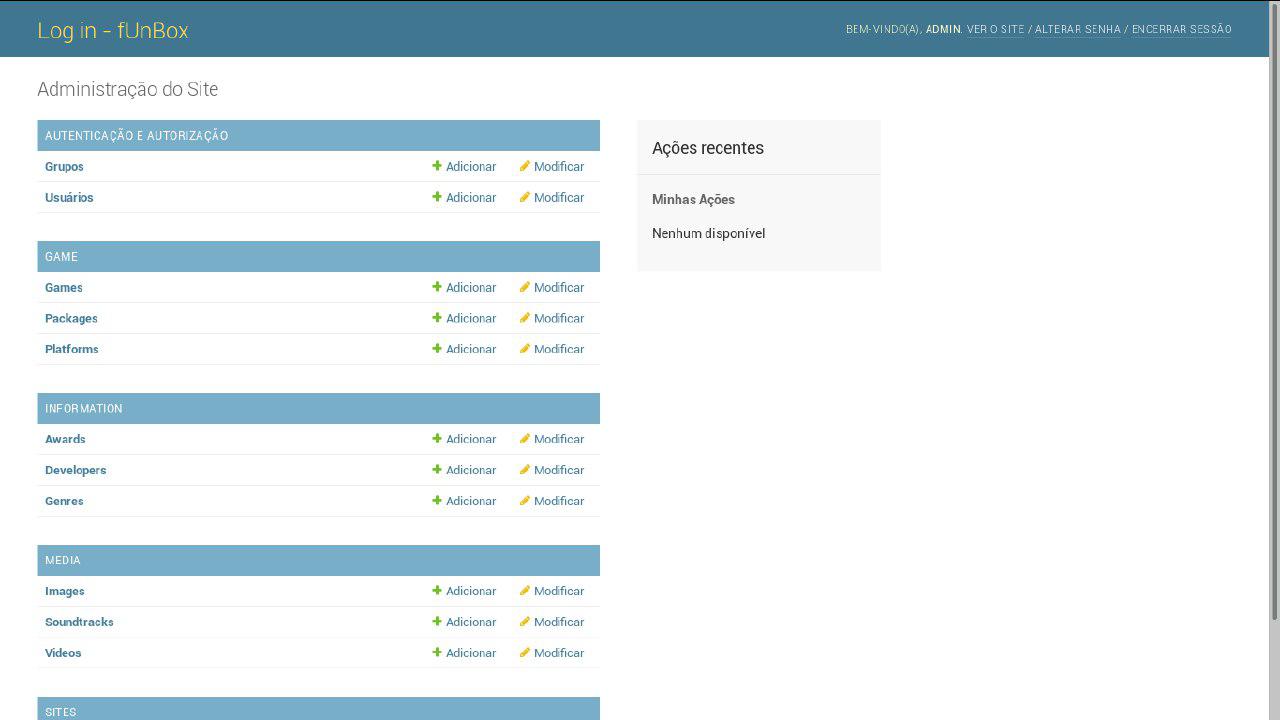 Log in - fUnBox
BEM-VINDO(A), ADMIN. VER O SITE / ALTERAR SENHA / ENCERRAR SESSÃO
Administração do Site
AUTENTICAÇÃO E AUTORIZAÇÃO
Grupos Adicionar Modificar
Usuários Adicionar Modificar
GAME
Games Adicionar Modificar
Packages Adicionar Modificar
Platforms Adicionar Modificar
INFORMATION
Awards Adicionar Modificar
Developers Adicionar Modificar
Genres Adicionar Modificar
MEDIA
Images Adicionar Modificar
Soundtracks Adicionar Modificar
Videos Adicionar Modificar
SITES
Ações recentes
Minhas Ações
Nenhum disponível